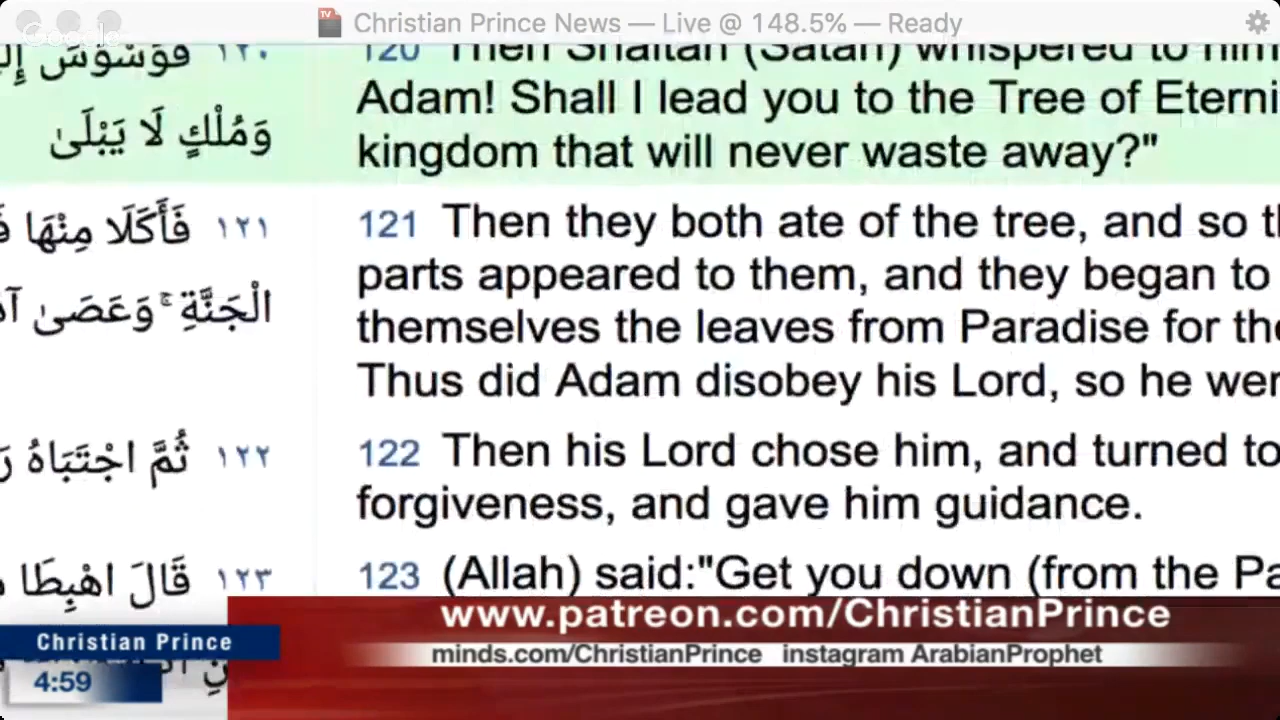 Christian Prince News — Live @ 148.5% — Ready
Google
فَوَسْوَسَ ١٢٠
وَمُلْكٍ لَا يَبْلَىٰ
120 Then Shaitan (Satan) whispered to him
Adam! Shall I lead you to the Tree of Eterni
kingdom that will never waste away?"
فَأَكَلَا مِنْهَا ١٢١
الْجَنَّةِ ۚ وَعَصَىٰ
121 Then they both ate of the tree, and so th
parts appeared to them, and they began to
themselves the leaves from Paradise for the
Thus did Adam disobey his Lord, so he wer
ثُمَّ اجْتَبَاهُ ١٢٢
122 Then his Lord chose him, and turned to
forgiveness, and gave him guidance.
قَالَ اهْبِطَا ١٢٣
123 (Allah) said:"Get you down (from the Pa
www.patreon.com/ChristianPrince
Christian Prince
minds.com/ChristianPrince instagram ArabianProphet
4:59